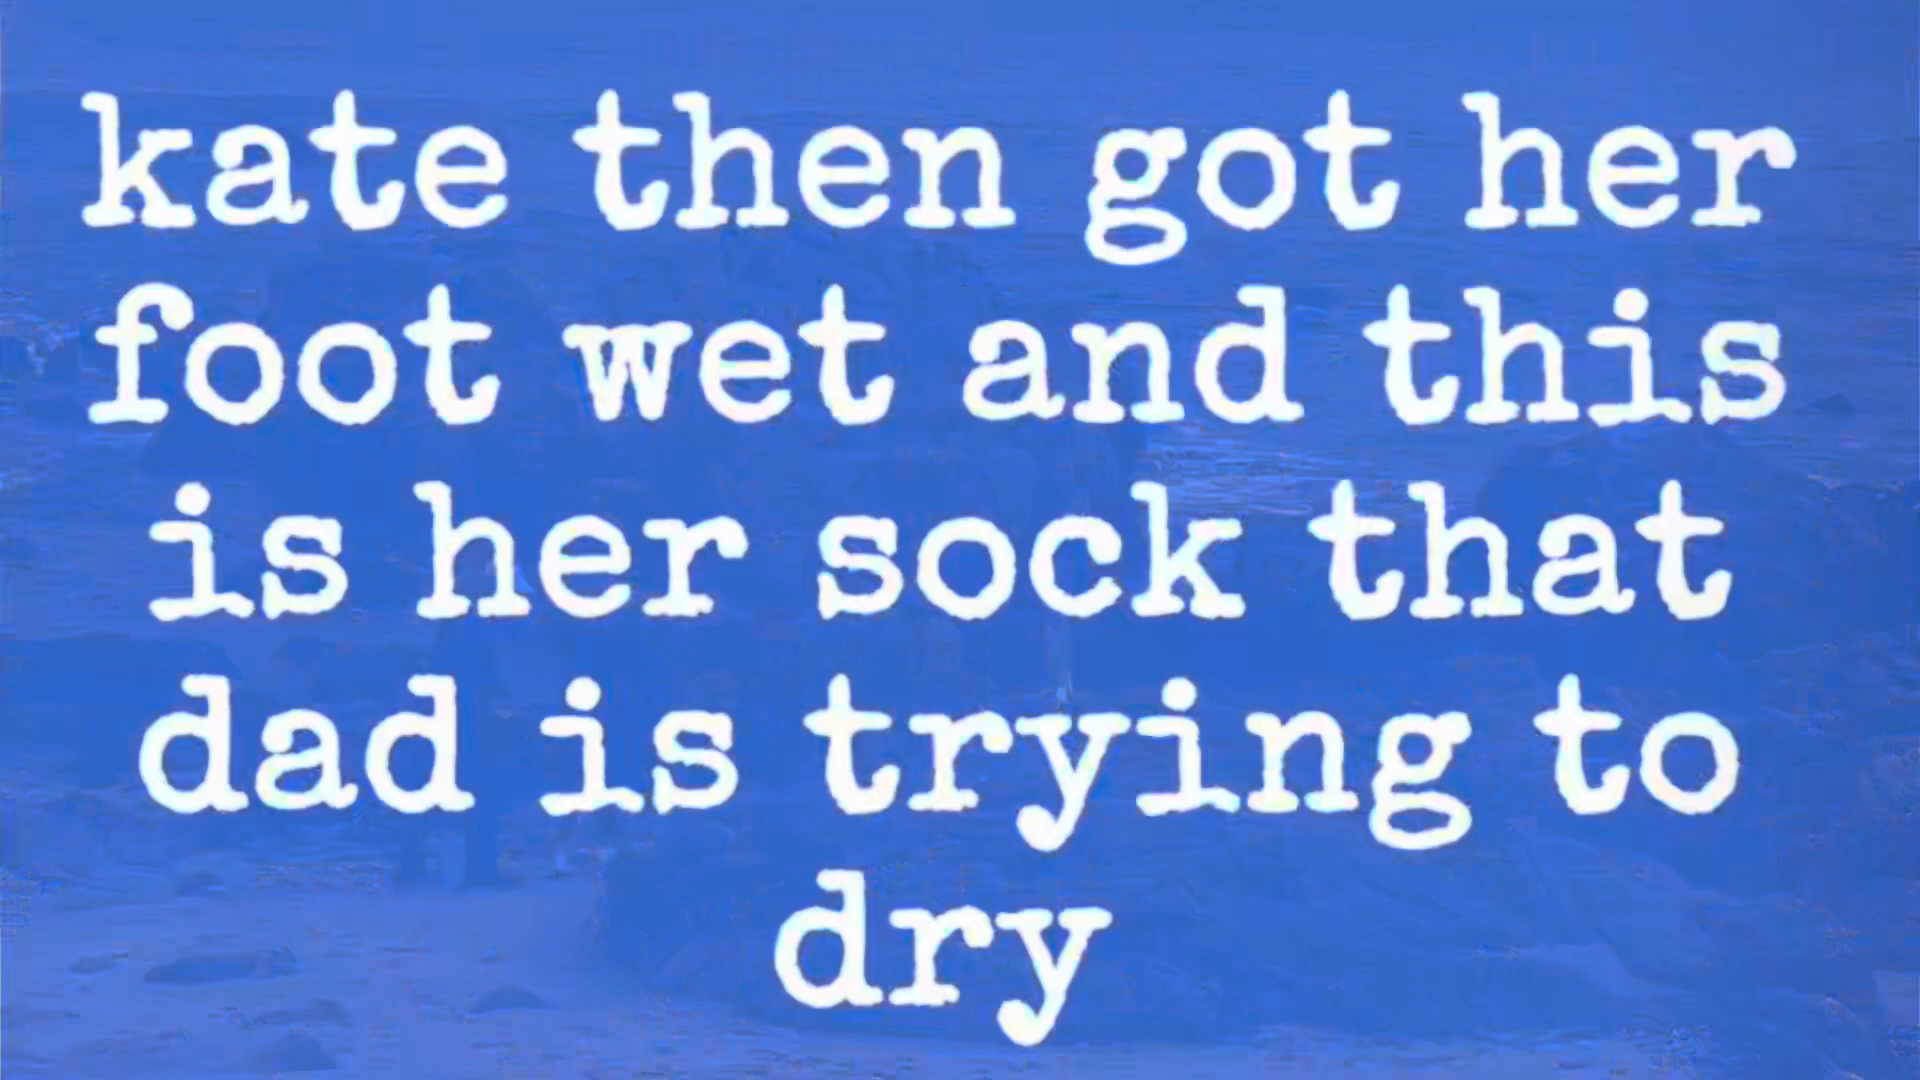 kate then got her
foot wet and this
is her sock that
dad is trying to
dry